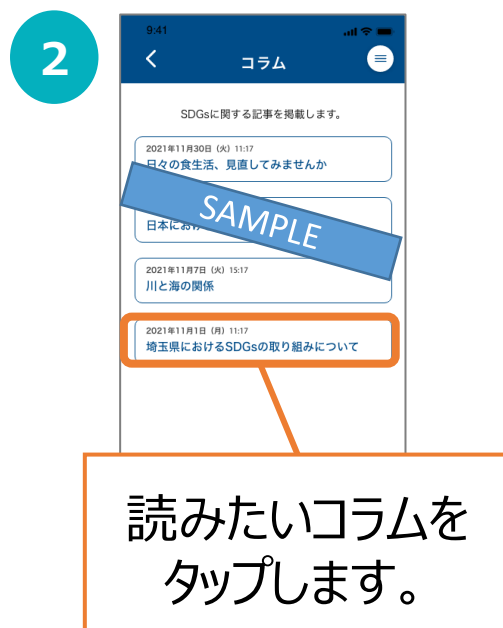 2
9:41
コラム
SDGsに関する記事を掲載します。
2021年11月30日（火）11:17
日々の食生活、見直してみませんか
SAMPLE
日本にお
2021年11月7日（火）15:17
川と海の関係
2021年11月1日（月）11:17
埼玉県におけるSDGsの取り組みについて
読みたいコラムを
タップします。